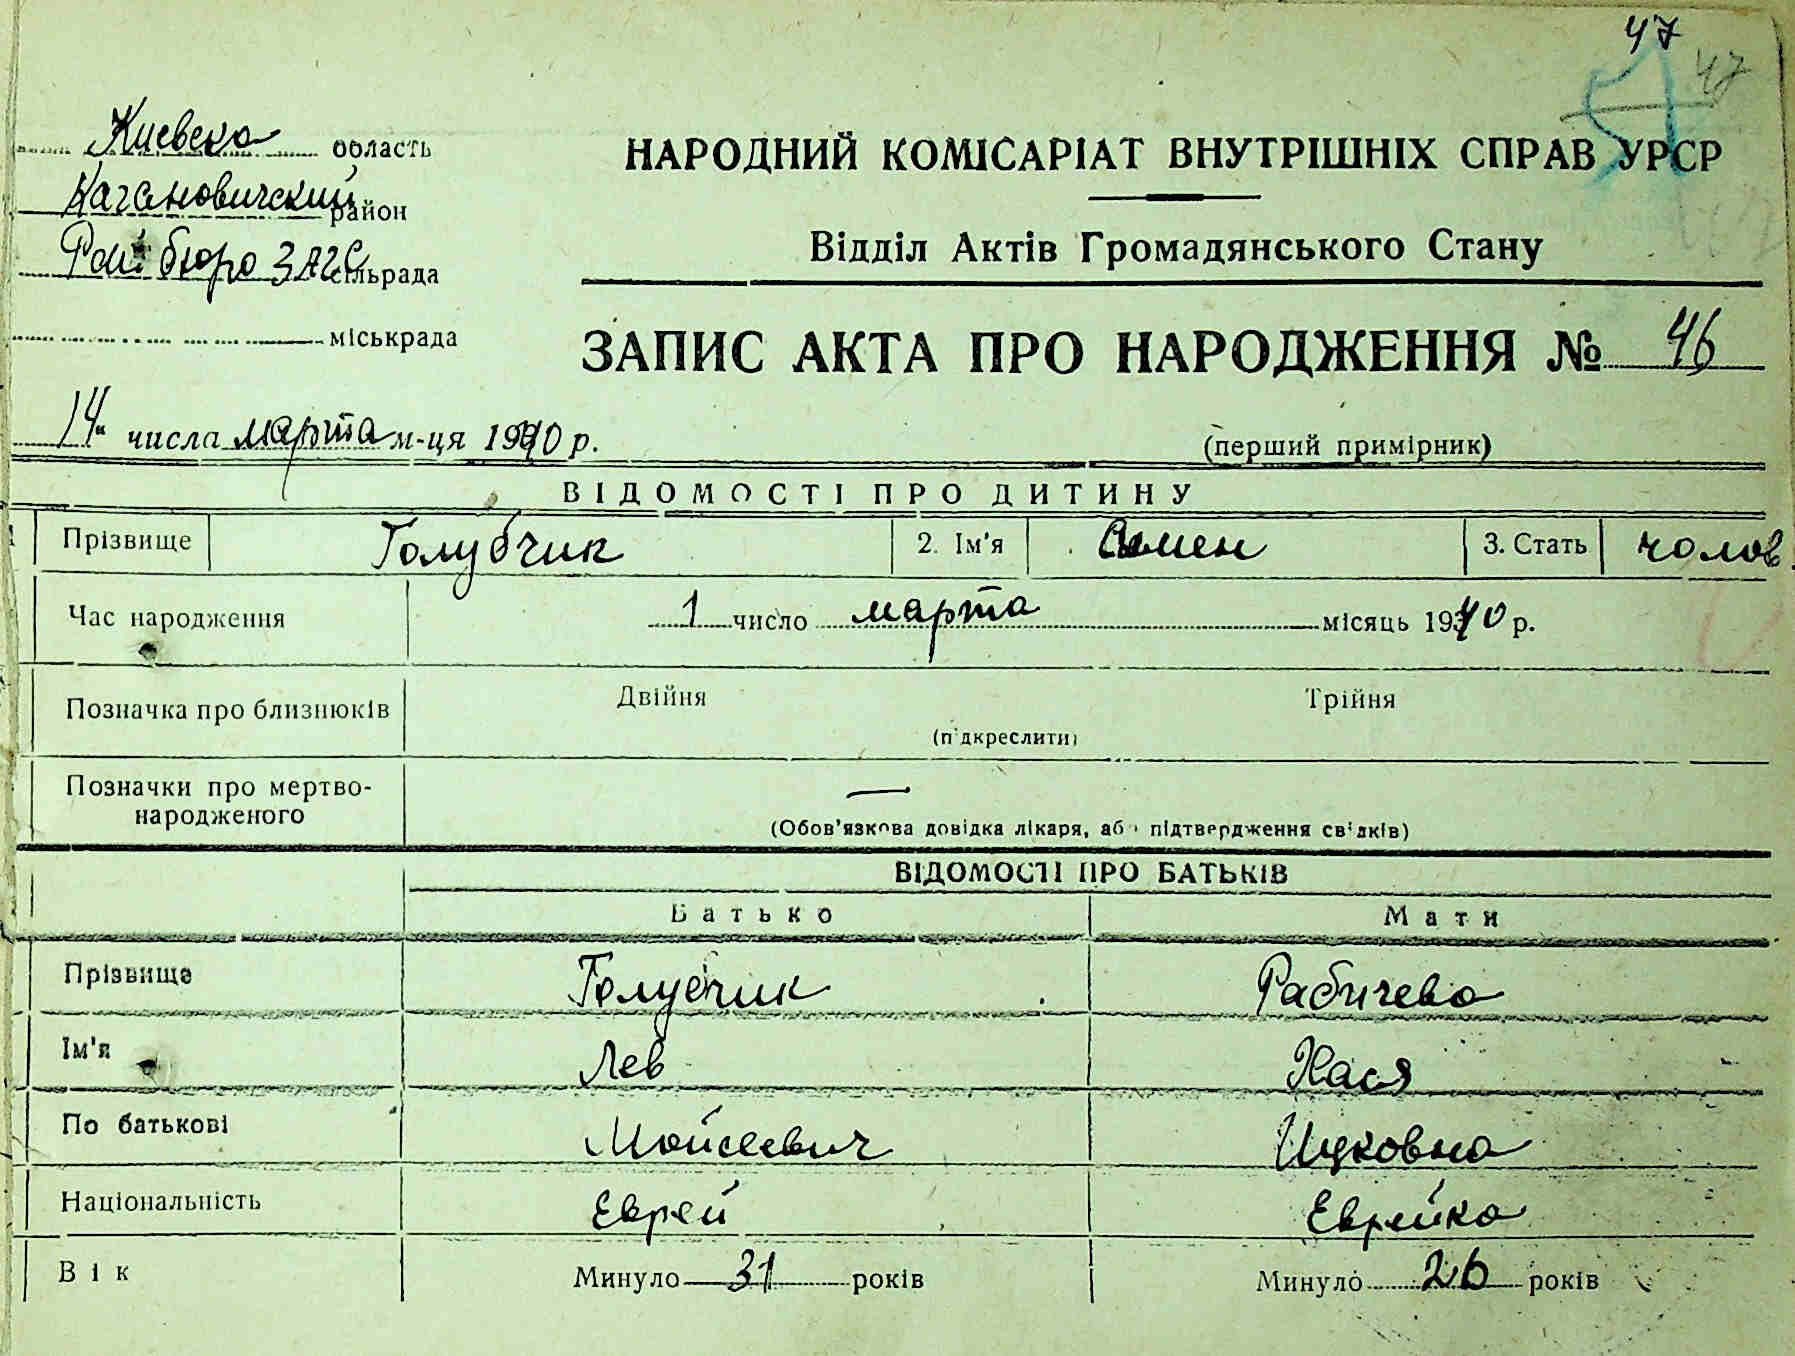 47
47
Киевска область
НАРОДНИЙ КОМІСАРІАТ ВНУТРІШНІХ СПРАВ УРСР
Кагановичский район
Відділ Актів Громадянського Стану
Рай бюро ЗАГС сільрада
міськрада
ЗАПИС АКТА ПРО НАРОДЖЕННЯ № 46
14 числа марта м-ця 1940 р.
(перший примірник)
ВІДОМОСТІ ПРО ДИТИНУ
Прізвище Голубчик 2. Ім'я Семен 3. Стать чолов
Час народження 1 число марта місяць 1940 р.
Позначка про близнюків Двійня Трійня
(підкреслити)
Позначки про мертво-
народженого —
(Обов'язкова довідка лікаря, або підтвердження свідків)
ВІДОМОСТІ ПРО БАТЬКІВ
Батько Мати
Прізвище Голубчик Рабичева
Ім'я Лев Хася
По батькові Мойсеевич Ицковна
Національність Еврей Еврейка
Вік Минуло 31 років Минуло 26 років